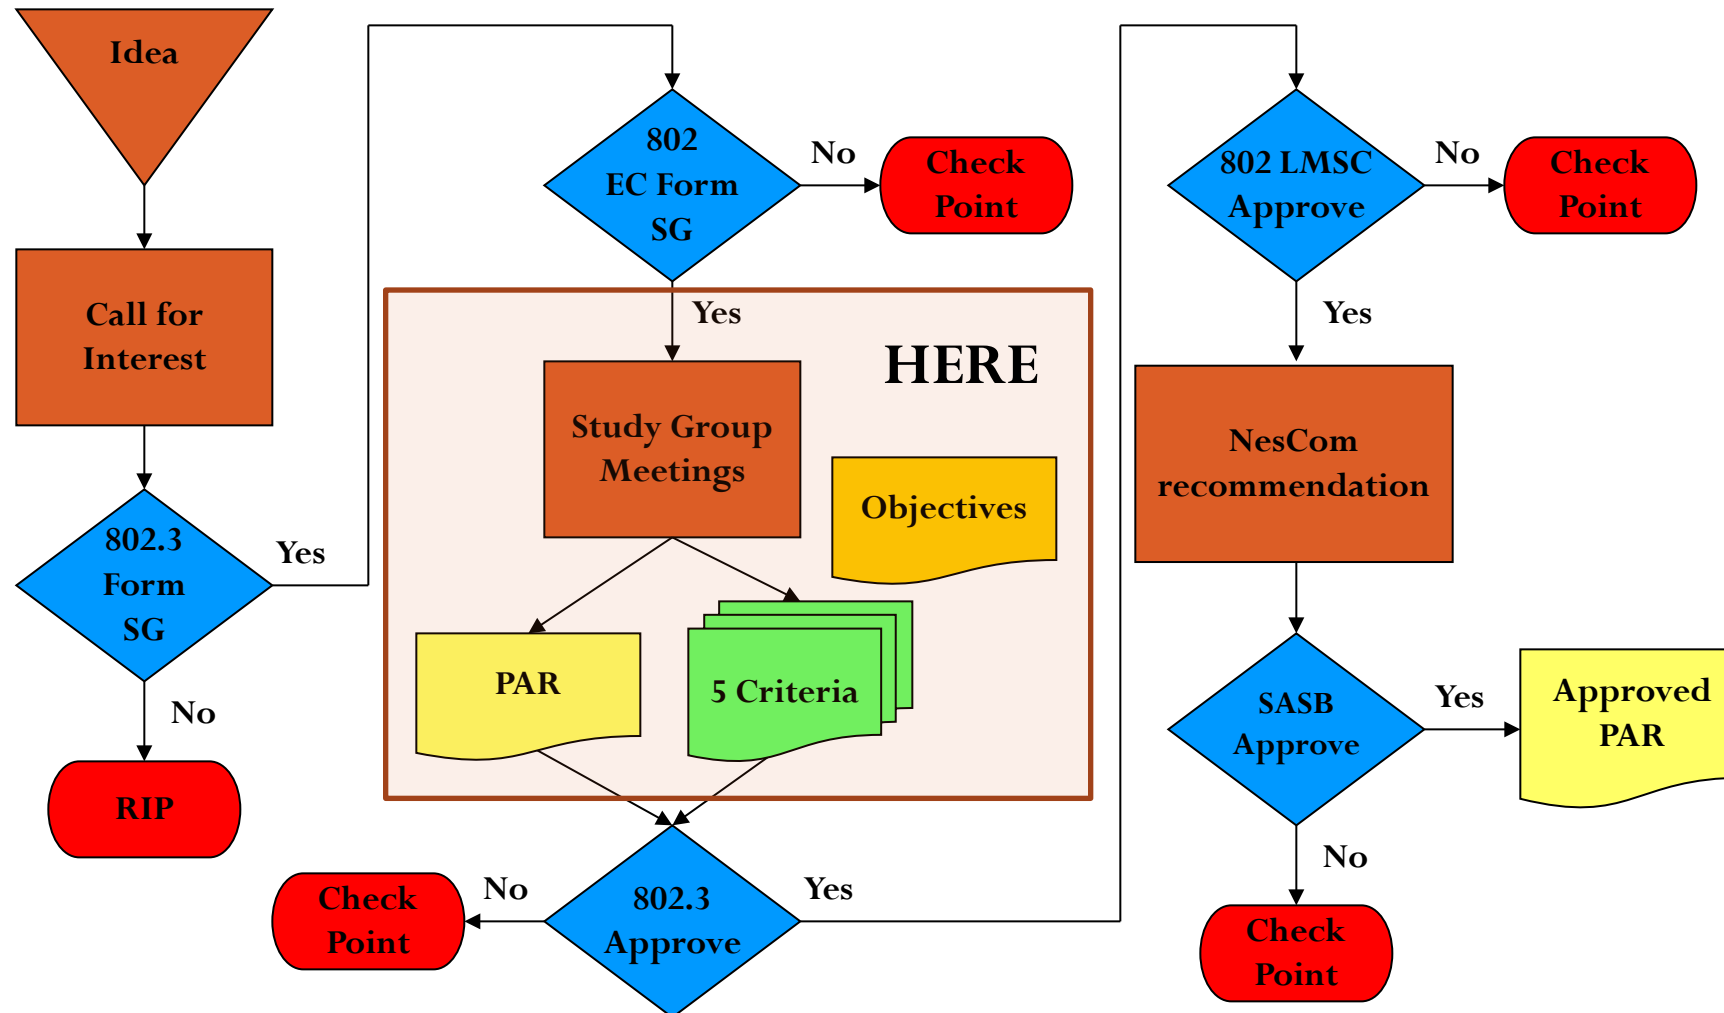 Idea
Call for
Interest
802.3
Form
SG
Yes
No
RIP
802
EC Form
SG
No
Check
Point
Yes
HERE
Study Group
Meetings
Objectives
PAR
5 Criteria
802.3
Approve
No
Check
Point
Yes
802 LMSC
Approve
No
Check
Point
Yes
NesCom
recommendation
SASB
Approve
Yes
Approved
PAR
No
Check
Point